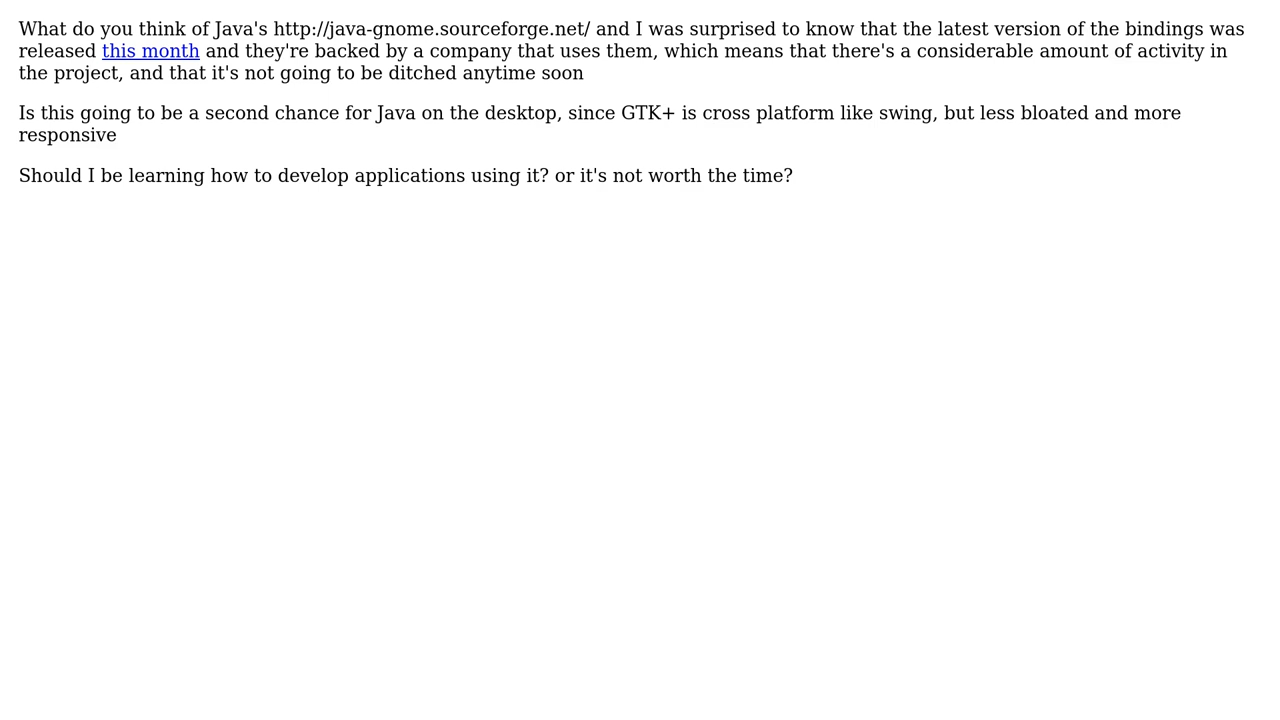 What do you think of Java's http://java-gnome.sourceforge.net/ and I was surprised to know that the latest version of the bindings was
released this month and they're backed by a company that uses them, which means that there's a considerable amount of activity in
the project, and that it's not going to be ditched anytime soon
Is this going to be a second chance for Java on the desktop, since GTK+ is cross platform like swing, but less bloated and more
responsive
Should I be learning how to develop applications using it? or it's not worth the time?